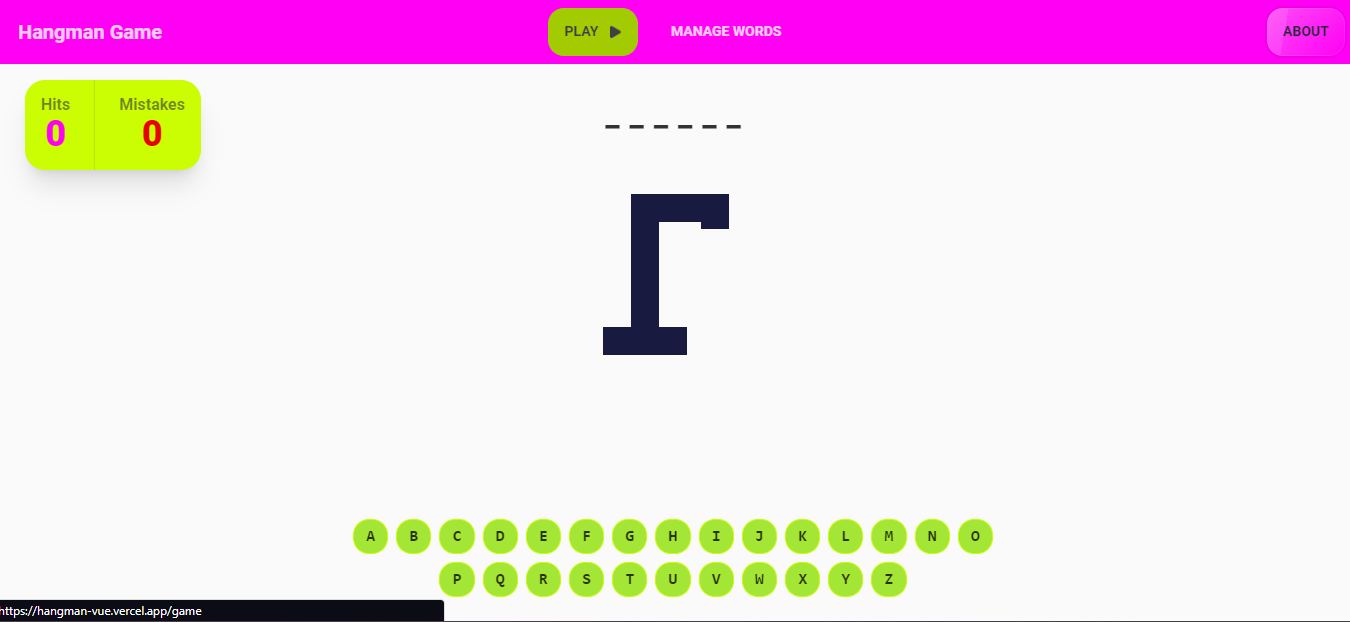 Hangman Game
PLAY
MANAGE WORDS
ABOUT
Hits
Mistakes
0
0
_ _ _ _ _ _
A B C D E F G H I J K L M N O
P Q R S T U V W X Y Z
https://hangman-vue.vercel.app/game